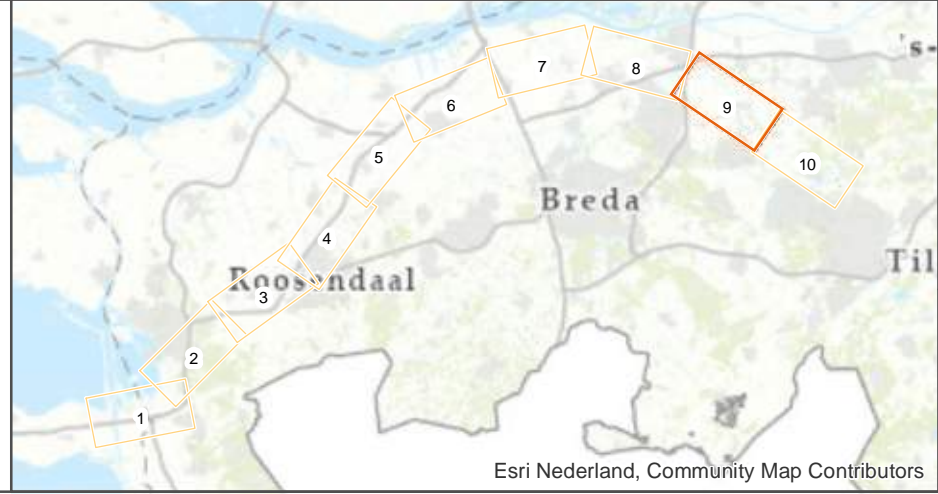 's-
7
8
6
9
5
10
Breda
4
Til
Roosendaal
3
2
1
Esri Nederland, Community Map Contributors